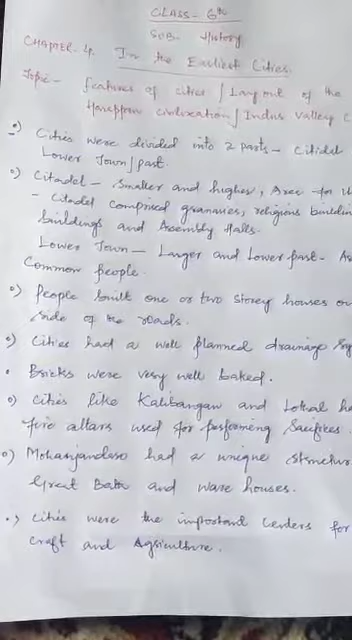 CLASS - 6th
SUB - History
CHAPTER - 4. In the Earliest Cities.
Topic - features of cities / Layout of the
Harappan civilization / Indus Valley C
Cities were divided into 2 parts - Citadel
Lower Town / part.
Citadel - Smaller and higher, Area for
- Citadel comprised granaries, religious buildin
buildings and Assembly Halls.
Lower Town - Larger and Lower part -
Common people.
People built one or two storey houses on
side of the roads.
Cities had a well planned drainage Sy
Bricks were very well baked.
Cities like Kalibangan and Lothal ha
fire altars used for performing Sacrifices.
Mohanjandaro had a unique structur
Great Bath and ware houses.
Cities were the important Centers for
craft and Agriculture.